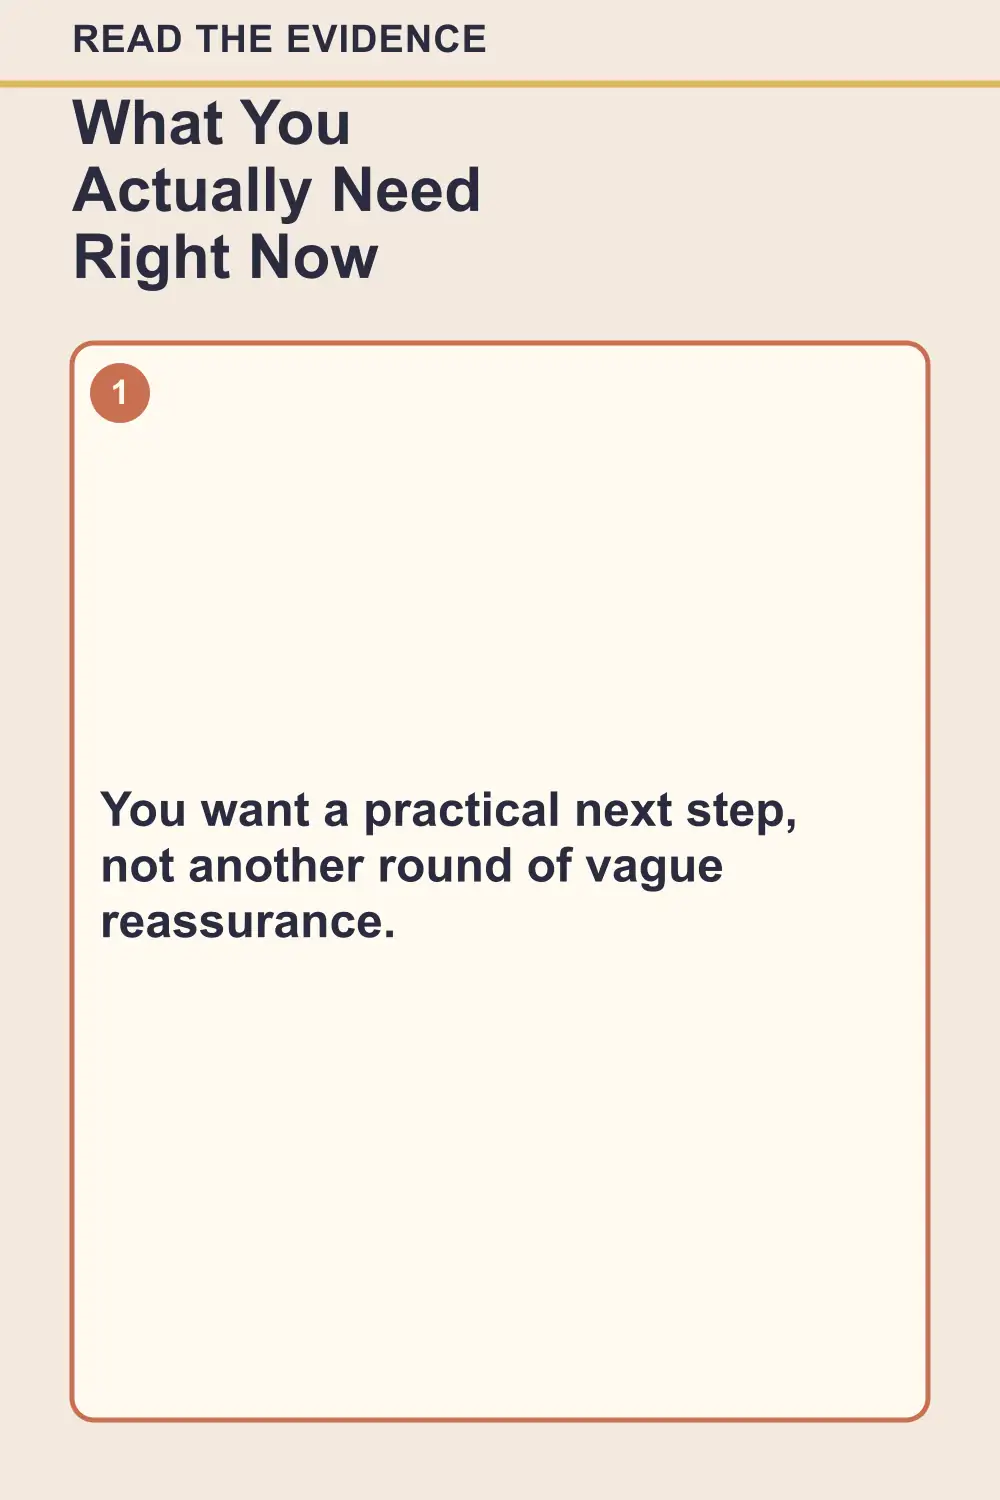 READ THE EVIDENCE
What You
Actually Need
Right Now
1
You want a practical next step,
not another round of vague
reassurance.